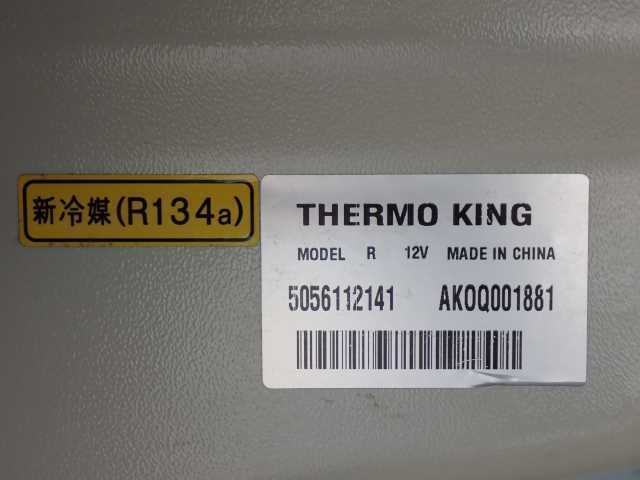 新冷媒(R134a)
THERMO KING
MODEL R 12V MADE IN CHINA
5056112141 AKOQ001881